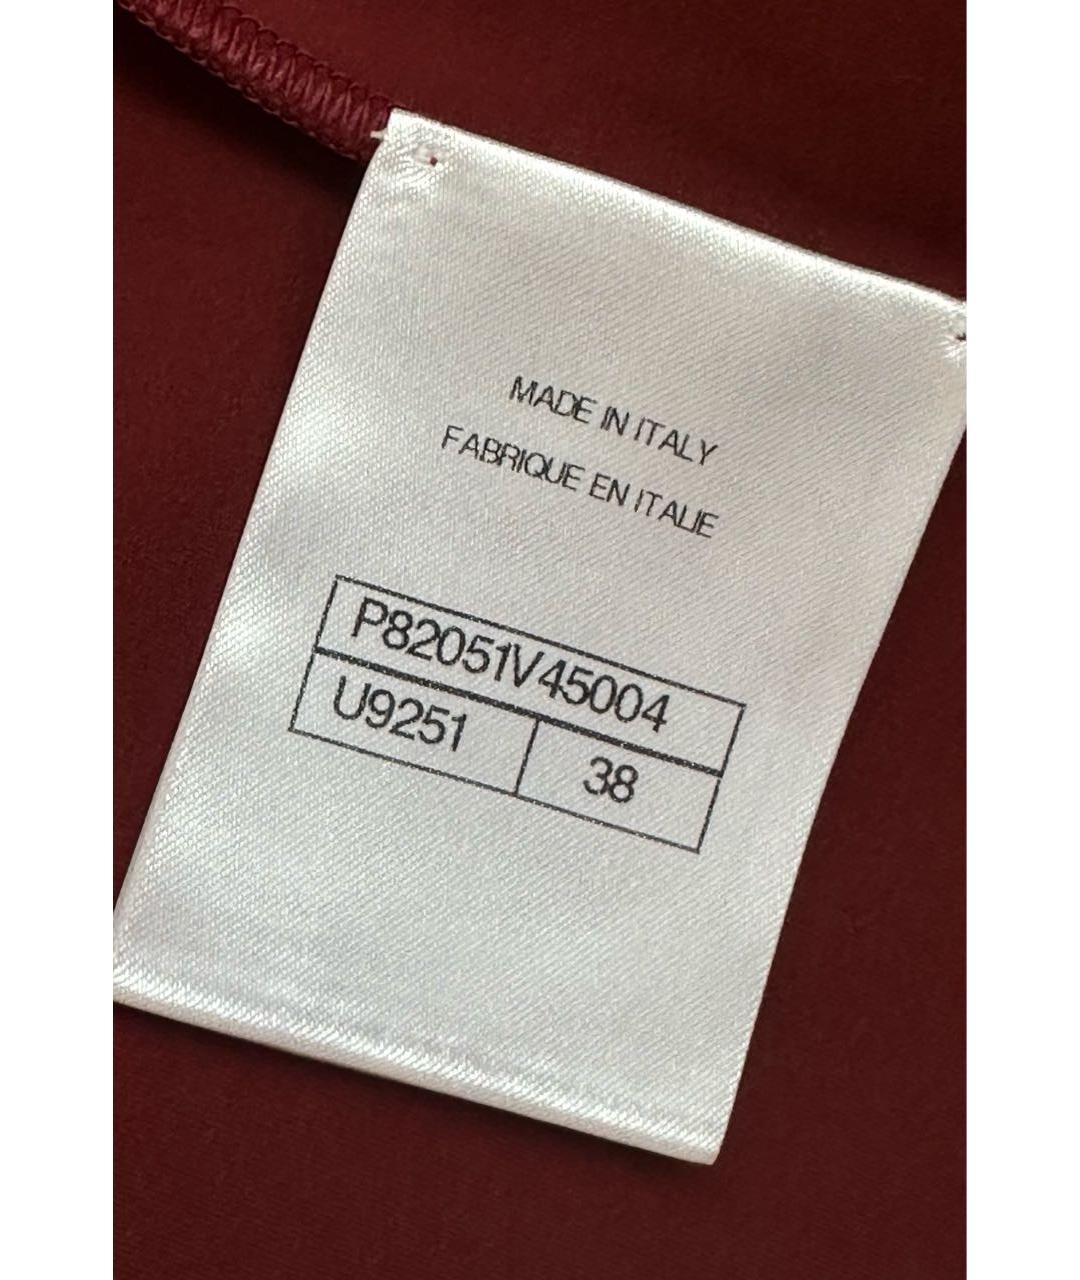 MADE IN ITALY
FABRIQUE EN ITALIE
P82051V45004
U9251 38